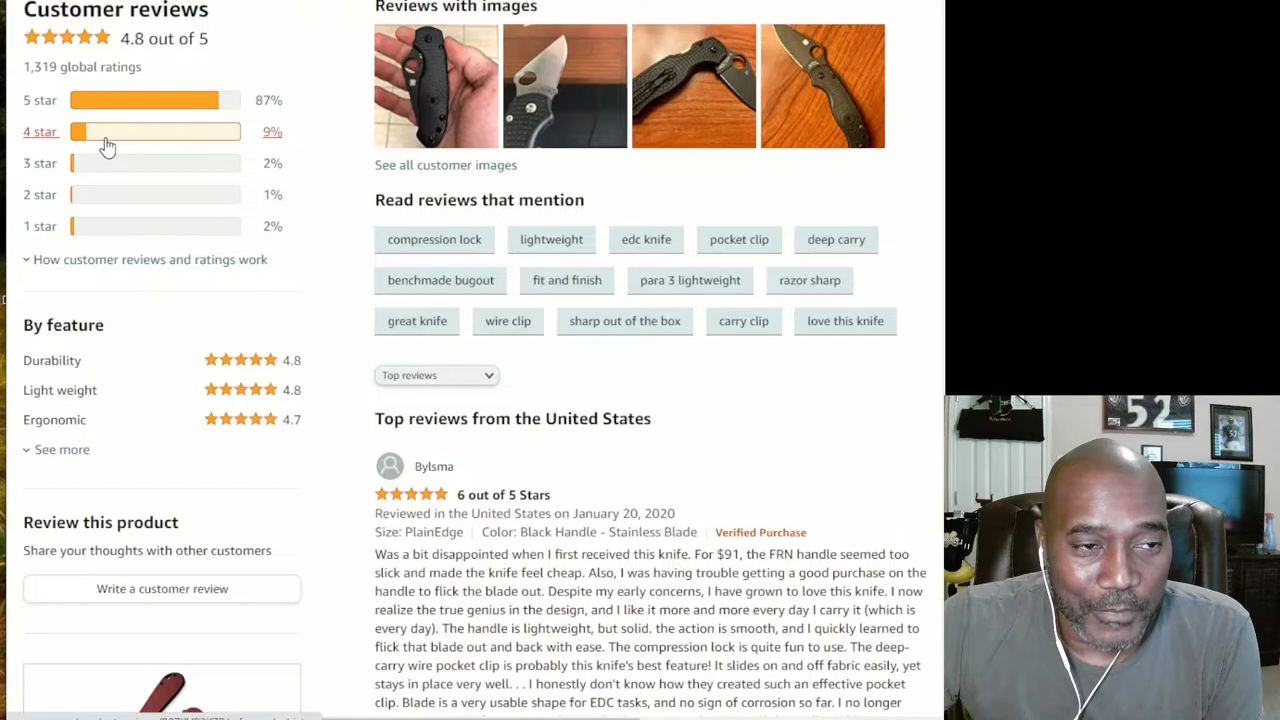 Customer reviews
4.8 out of 5
1,319 global ratings
5 star 87%
4 star 9%
3 star 2%
2 star 1%
1 star 2%
How customer reviews and ratings work
By feature
Durability 4.8
Light weight 4.8
Ergonomic 4.7
See more
Review this product
Share your thoughts with other customers
Write a customer review
Reviews with images
See all customer images
Read reviews that mention
compression lock lightweight edc knife pocket clip deep carry
benchmade bugout fit and finish para 3 lightweight razor sharp
great knife wire clip sharp out of the box carry clip love this knife
Top reviews
Top reviews from the United States
Bylsma
6 out of 5 Stars
Reviewed in the United States on January 20, 2020
Size: PlainEdge | Color: Black Handle - Stainless Blade | Verified Purchase
Was a bit disappointed when I first received this knife. For $91, the FRN handle seemed too
slick and made the knife feel cheap. Also, I was having trouble getting a good purchase on the
handle to flick the blade out. Despite my early concerns, I have grown to love this knife. I now
realize the true genius in the design, and I like it more and more every day I carry it (which is
every day). The handle is lightweight, but solid. the action is smooth, and I quickly learned to
flick that blade out and back with ease. The compression lock is quite fun to use. The deep-
carry wire pocket clip is probably this knife's best feature! It slides on and off fabric easily, yet
stays in place very well. . . I honestly don't know how they created such an effective pocket
clip. Blade is a very usable shape for EDC tasks, and no sign of corrosion so far. I no longer
52